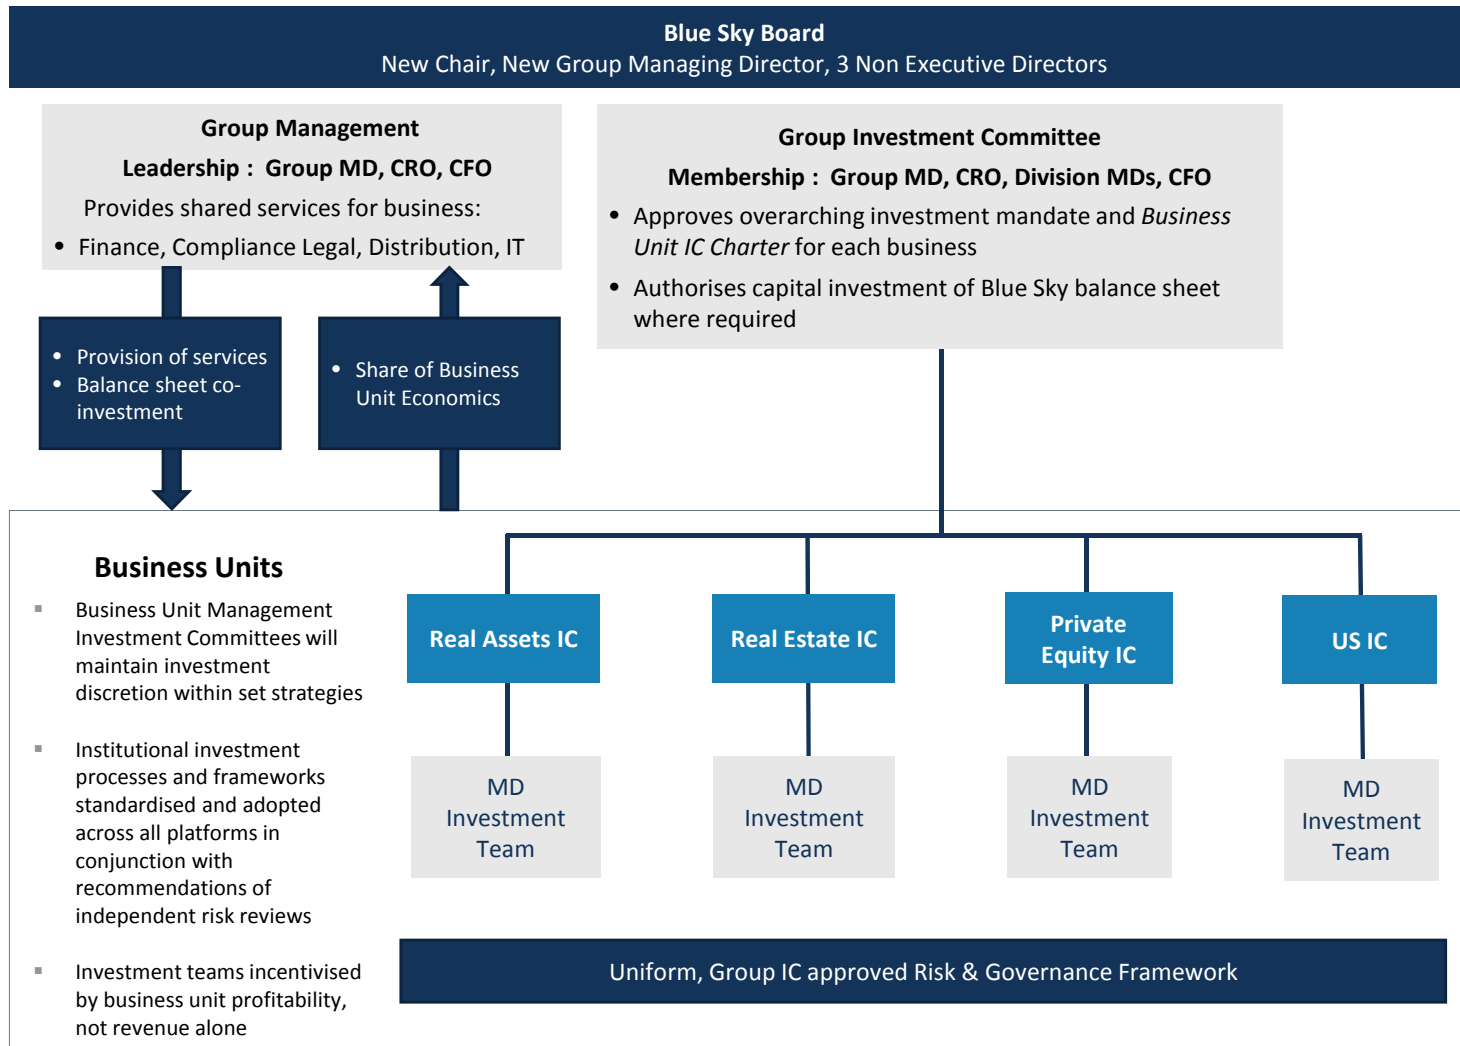 Blue Sky Board
New Chair, New Group Managing Director, 3 Non Executive Directors
Group Management
Leadership :  Group MD, CRO, CFO
Provides shared services for business:
• Finance, Compliance Legal, Distribution, IT
Group Investment Committee
Membership :  Group MD, CRO, Division MDs, CFO
• Approves overarching investment mandate and Business
Unit IC Charter for each business
• Authorises capital investment of Blue Sky balance sheet
where required
• Provision of services
• Balance sheet co-
investment
• Share of Business
Unit Economics
Business Units
▪ Business Unit Management
Investment Committees will
maintain investment
discretion within set strategies
▪ Institutional investment
processes and frameworks
standardised and adopted
across all platforms in
conjunction with
recommendations of
independent risk reviews
▪ Investment teams incentivised
by business unit profitability,
not revenue alone
Real Assets IC
Real Estate IC
Private
Equity IC
US IC
MD
Investment
Team
MD
Investment
Team
MD
Investment
Team
MD
Investment
Team
Uniform, Group IC approved Risk & Governance Framework